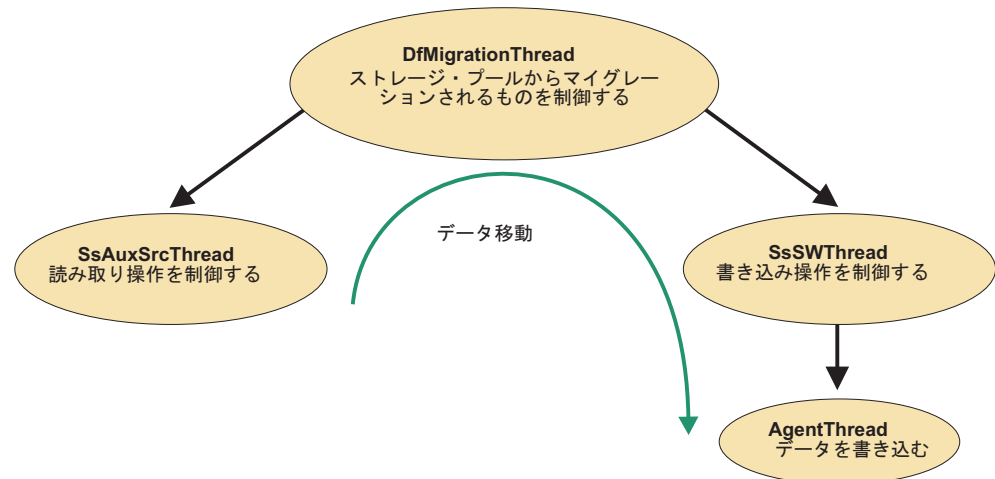 DfMigrationThread
ストレージ・プールからマイグレー
ションされるものを制御する
データ移動
SsAuxSrcThread
読み取り操作を制御する
SsSWThread
書き込み操作を制御する
AgentThread
データを書き込む